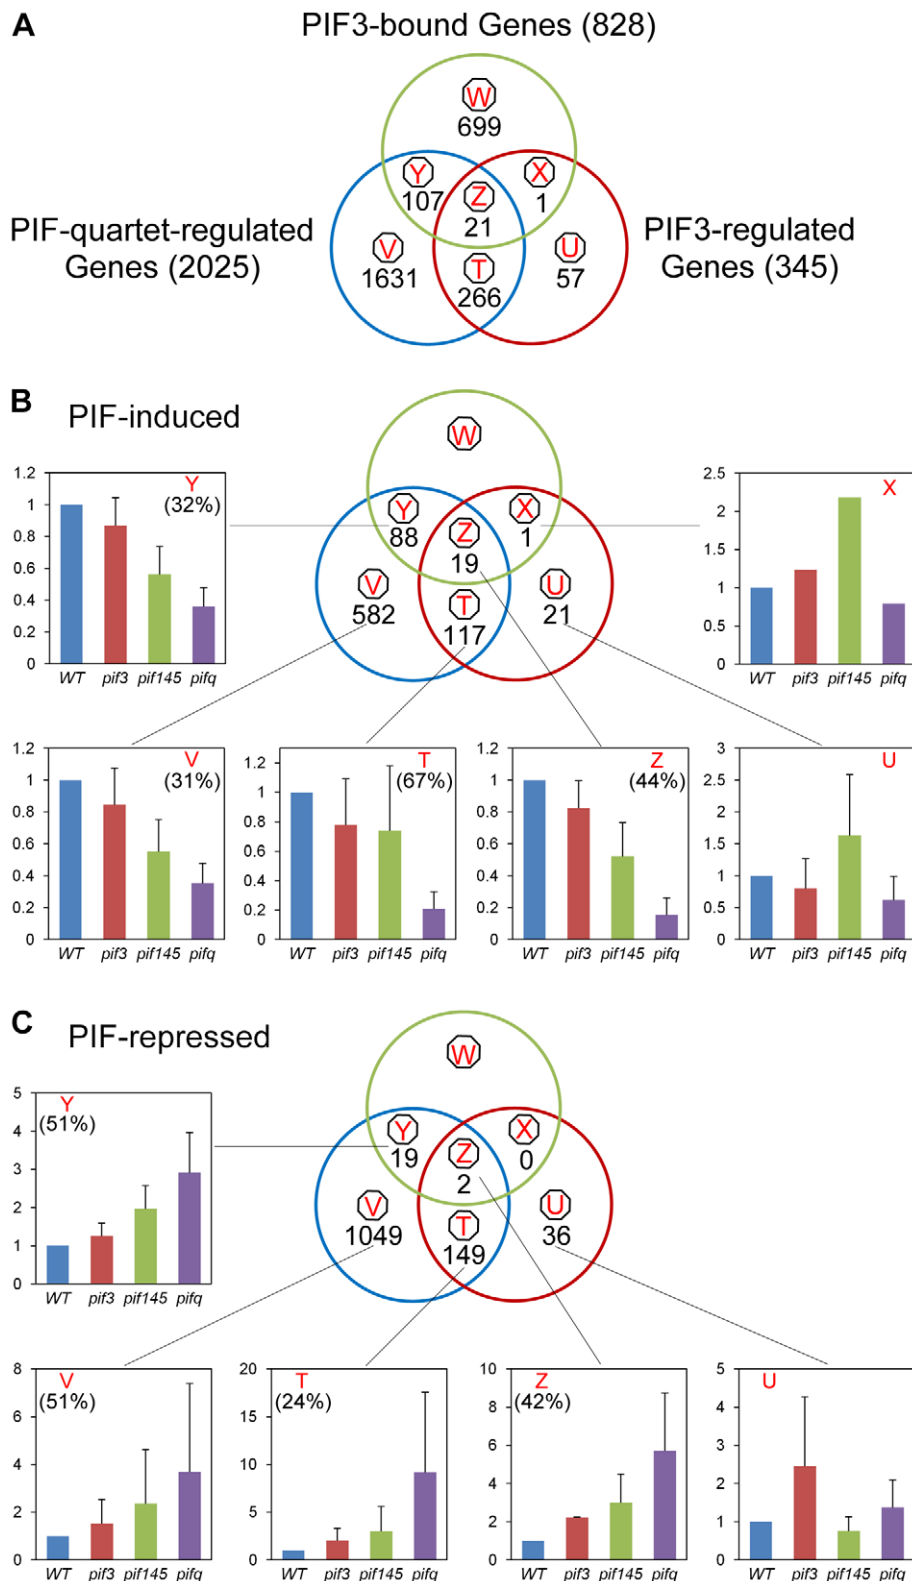 A
PIF3-bound Genes (828)
W
699
Y
107
X
1
Z
21
PIF-quartet-regulated
Genes (2025)
V
1631
T
266
U
57
PIF3-regulated
Genes (345)
B
PIF-induced
W
Y
88
X
1
Z
19
V
582
T
117
U
21
Y
(32%)
1.2
1
0.8
0.6
0.4
0.2
0
WT pif3 pif145 pifq
X
2.5
2
1.5
1
0.5
0
WT pif3 pif145 pifq
V
(31%)
1.2
1
0.8
0.6
0.4
0.2
0
WT pif3 pif145 pifq
T
(67%)
1.2
1
0.8
0.6
0.4
0.2
0
WT pif3 pif145 pifq
Z
(44%)
1.2
1
0.8
0.6
0.4
0.2
0
WT pif3 pif145 pifq
U
3
2.5
2
1.5
1
0.5
0
WT pif3 pif145 pifq
C
PIF-repressed
W
Y
19
X
0
Z
2
V
1049
T
149
U
36
Y
(51%)
5
4
3
2
1
0
WT pif3 pif145 pifq
V
(51%)
8
6
4
2
0
WT pif3 pif145 pifq
T
(24%)
20
15
10
5
0
WT pif3 pif145 pifq
Z
(42%)
10
8
6
4
2
0
WT pif3 pif145 pifq
U
5
4
3
2
1
0
WT pif3 pif145 pifq